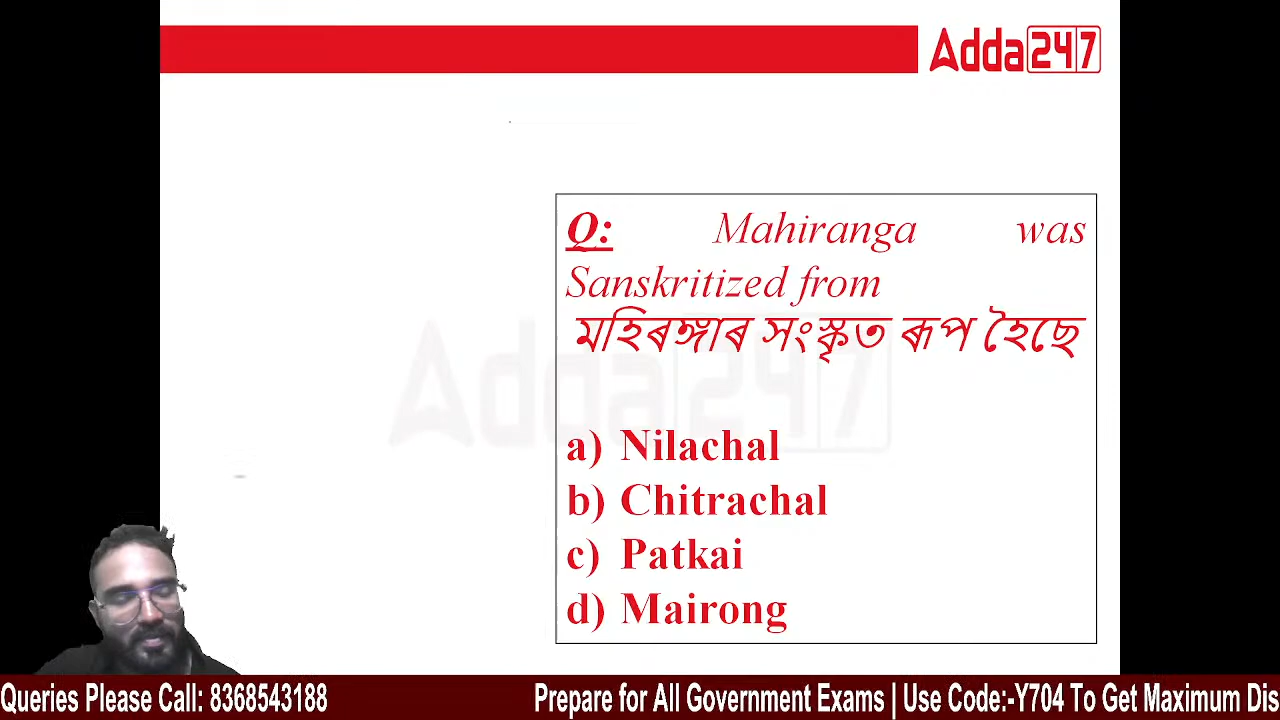 Adda247
Q: Mahiranga was
Sanskritized from
মহিৰঙ্গাৰ সংস্কৃত ৰূপ হৈছে
Adda247
a) Nilachal
b) Chitrachal
c) Patkai
d) Mairong
Queries Please Call: 8368543188 Prepare for All Government Exams | Use Code:-Y704 To Get Maximum Dis